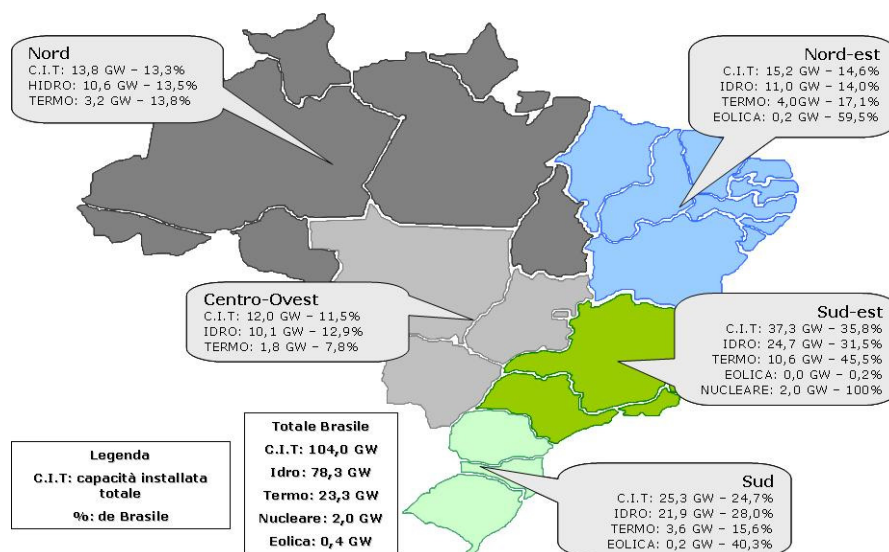 Nord
C.I.T: 13,8 GW – 13,3%
HIDRO: 10,6 GW – 13,5%
TERMO: 3,2 GW – 13,8%
Nord-est
C.I.T: 15,2 GW – 14,6%
IDRO: 11,0 GW – 14,0%
TERMO: 4,0GW – 17,1%
EOLICA: 0,2 GW – 59,5%
Centro-Ovest
C.I.T: 12,0 GW – 11,5%
IDRO: 10,1 GW – 12,9%
TERMO: 1,8 GW – 7,8%
Sud-est
C.I.T: 37,3 GW – 35,8%
IDRO: 24,7 GW – 31,5%
TERMO: 10,6 GW – 45,5%
EOLICA: 0,0 GW – 0,2%
NUCLEARE: 2,0 GW – 100%
Legenda
C.I.T: capacità installata
totale
%: de Brasile
Totale Brasile
C.I.T: 104,0 GW
Idro: 78,3 GW
Termo: 23,3 GW
Nucleare: 2,0 GW
Eolica: 0,4 GW
Sud
C.I.T: 25,3 GW – 24,7%
IDRO: 21,9 GW – 28,0%
TERMO: 3,6 GW – 15,6%
EOLICA: 0,2 GW – 40,3%